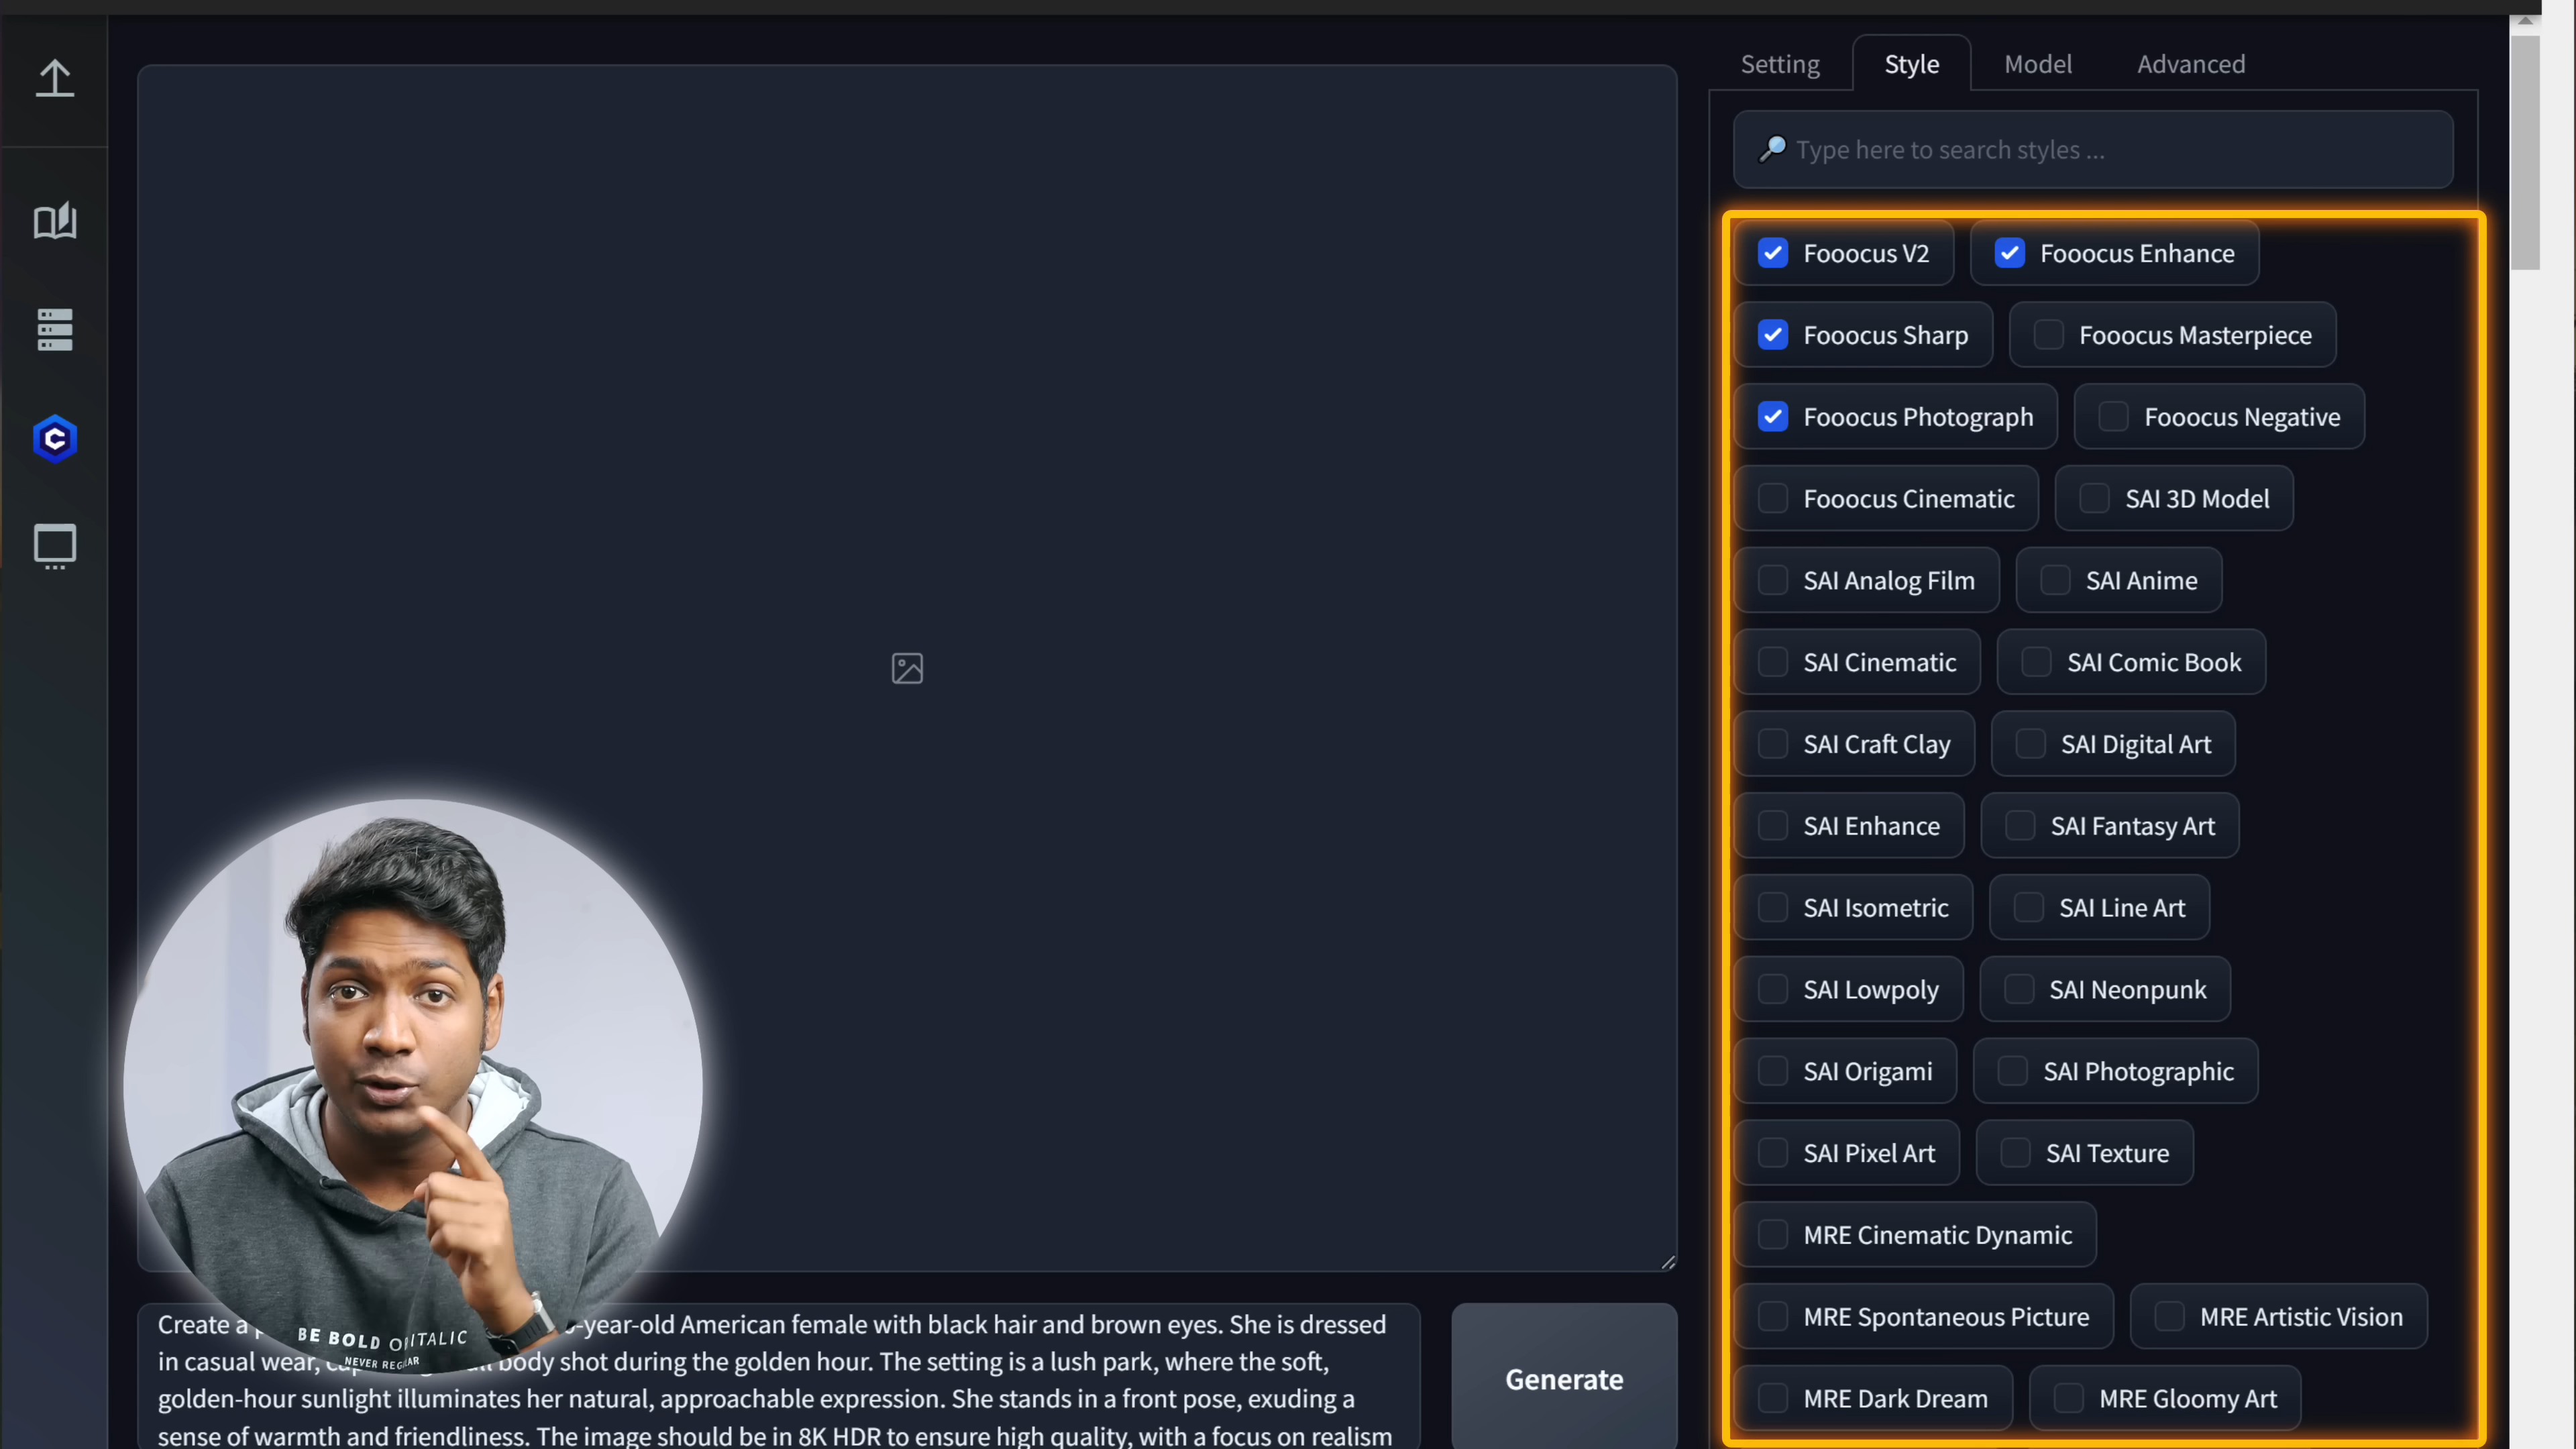 Setting Style Model Advanced
Type here to search styles ...
Fooocus V2 Fooocus Enhance
Fooocus Sharp Fooocus Masterpiece
Fooocus Photograph Fooocus Negative
Fooocus Cinematic SAI 3D Model
SAI Analog Film SAI Anime
SAI Cinematic SAI Comic Book
SAI Craft Clay SAI Digital Art
SAI Enhance SAI Fantasy Art
SAI Isometric SAI Line Art
SAI Lowpoly SAI Neonpunk
SAI Origami SAI Photographic
SAI Pixel Art SAI Texture
MRE Cinematic Dynamic
MRE Spontaneous Picture MRE Artistic Vision
MRE Dark Dream MRE Gloomy Art
C
BE BOLD OR ITALIC
NEVER REGULAR
Create a -year-old American female with black hair and brown eyes. She is dressed
in casual wear, body shot during the golden hour. The setting is a lush park, where the soft,
golden-hour sunlight illuminates her natural, approachable expression. She stands in a front pose, exuding a
sense of warmth and friendliness. The image should be in 8K HDR to ensure high quality, with a focus on realism
Generate